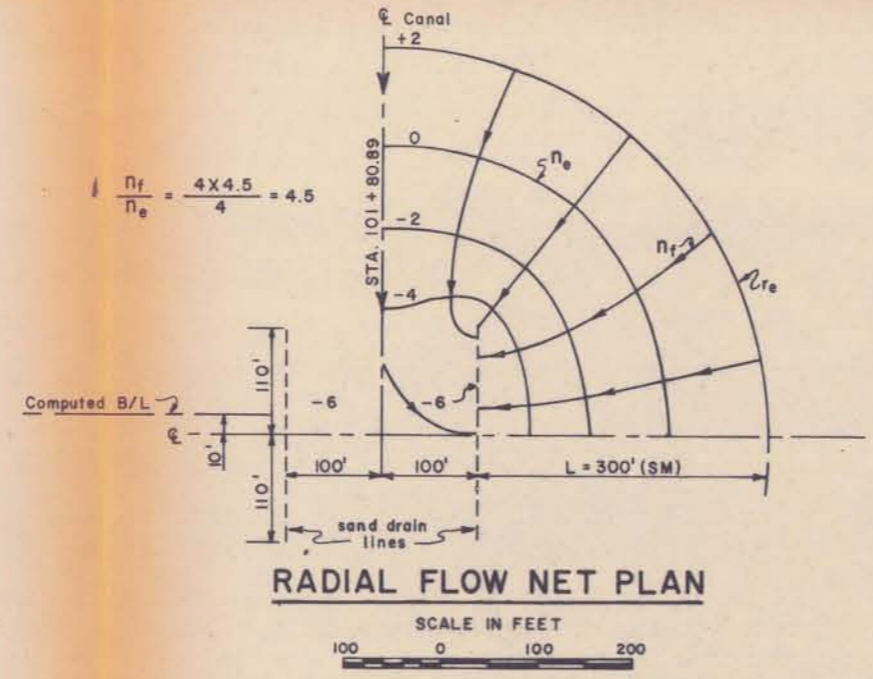 ℄ Canal
+2
0
-2
-4
-6
-6
STA. 101 + 80.89
nf/ne = 4X4.5/4 = 4.5
ne
nf
re
110'
Computed B/L
℄
10'
110'
100'
100'
L = 300' (SM)
sand drain
lines
RADIAL FLOW NET PLAN
SCALE IN FEET
100 0 100 200